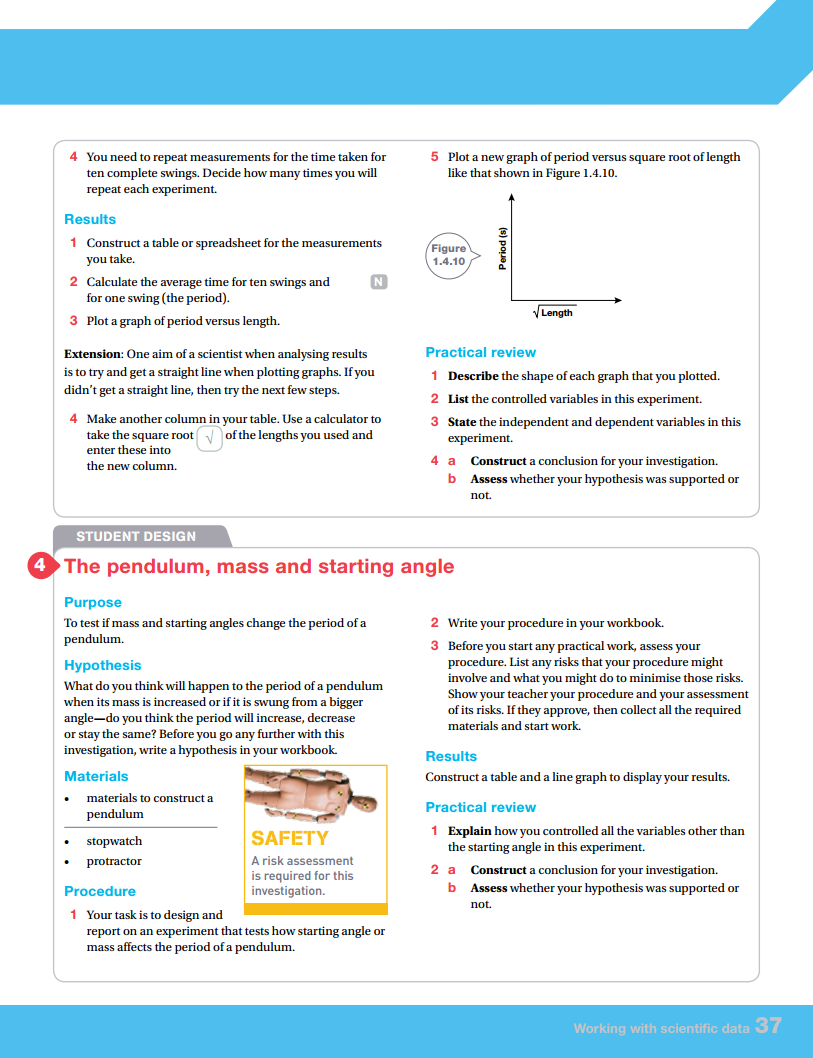 4 You need to repeat measurements for the time taken for
ten complete swings. Decide how many times you will
repeat each experiment.
Results
1 Construct a table or spreadsheet for the measurements
you take.
2 Calculate the average time for ten swings and N
for one swing (the period).
3 Plot a graph of period versus length.
Extension: One aim of a scientist when analysing results
is to try and get a straight line when plotting graphs. If you
didn’t get a straight line, then try the next few steps.
4 Make another column in your table. Use a calculator to
take the square root √ of the lengths you used and
enter these into
the new column.
5 Plot a new graph of period versus square root of length
like that shown in Figure 1.4.10.
Figure
1.4.10
Period (s)
√Length
Practical review
1 Describe the shape of each graph that you plotted.
2 List the controlled variables in this experiment.
3 State the independent and dependent variables in this
experiment.
4 a Construct a conclusion for your investigation.
b Assess whether your hypothesis was supported or
not.
STUDENT DESIGN
4 The pendulum, mass and starting angle
Purpose
To test if mass and starting angles change the period of a
pendulum.
Hypothesis
What do you think will happen to the period of a pendulum
when its mass is increased or if it is swung from a bigger
angle—do you think the period will increase, decrease
or stay the same? Before you go any further with this
investigation, write a hypothesis in your workbook.
Materials
• materials to construct a
pendulum
• stopwatch
• protractor
SAFETY
A risk assessment
is required for this
investigation.
Procedure
1 Your task is to design and
report on an experiment that tests how starting angle or
mass affects the period of a pendulum.
2 Write your procedure in your workbook.
3 Before you start any practical work, assess your
procedure. List any risks that your procedure might
involve and what you might do to minimise those risks.
Show your teacher your procedure and your assessment
of its risks. If they approve, then collect all the required
materials and start work.
Results
Construct a table and a line graph to display your results.
Practical review
1 Explain how you controlled all the variables other than
the starting angle in this experiment.
2 a Construct a conclusion for your investigation.
b Assess whether your hypothesis was supported or
not.
Working with scientific data 37